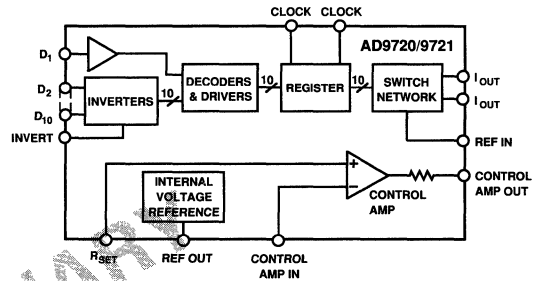 CLOCK CLOCK
AD9720/9721
D1
D2
D10
INVERT
INVERTERS
10
DECODERS
& DRIVERS
10
REGISTER
10
SWITCH
NETWORK
IOUT
IOUT
REF IN
INTERNAL
VOLTAGE
REFERENCE
+
−
CONTROL
AMP
CONTROL
AMP OUT
RSET
REF OUT
CONTROL
AMP IN